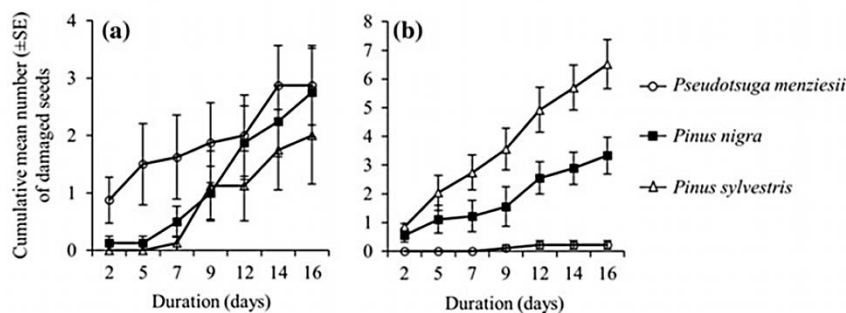 Cumulative mean number (±SE)
of damaged seeds
(a)
4
3
2
1
0
2 5 7 9 12 14 16
Duration (days)
(b)
8
7
6
5
4
3
2
1
0
2 5 7 9 12 14 16
Duration (days)
Pseudotsuga menziesii
Pinus nigra
Pinus sylvestris